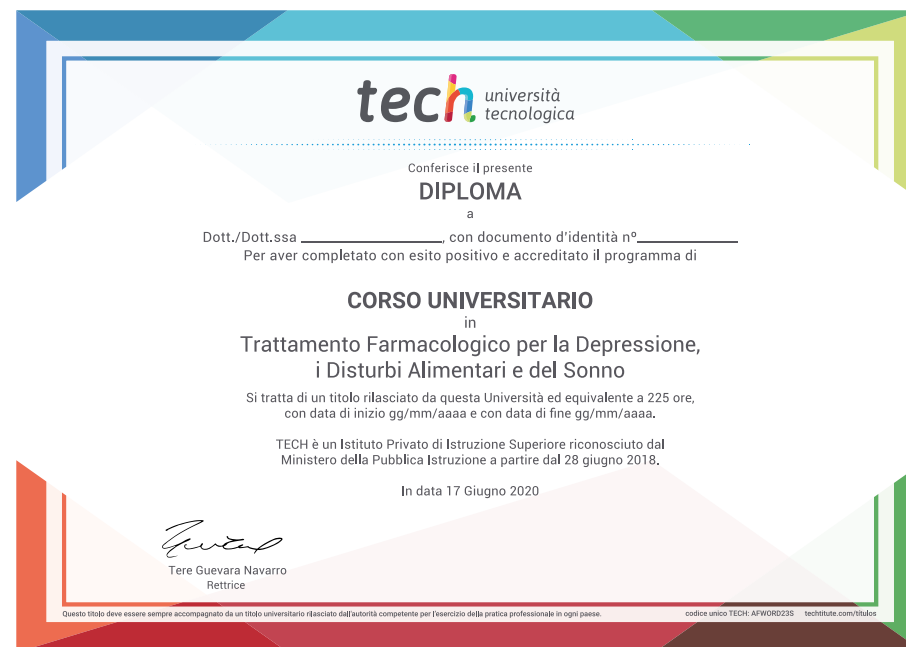 tech università
tecnologica
Conferisce il presente
DIPLOMA
a
Dott./Dott.ssa _________________, con documento d'identità nº____________
Per aver completato con esito positivo e accreditato il programma di
CORSO UNIVERSITARIO
in
Trattamento Farmacologico per la Depressione,
i Disturbi Alimentari e del Sonno
Si tratta di un titolo rilasciato da questa Università ed equivalente a 225 ore,
con data di inizio gg/mm/aaaa e con data di fine gg/mm/aaaa.
TECH è un Istituto Privato di Istruzione Superiore riconosciuto dal
Ministero della Pubblica Istruzione a partire dal 28 giugno 2018.
In data 17 Giugno 2020
Tere Guevara Navarro
Rettrice
Questo titolo deve essere sempre accompagnato da un titolo universitario rilasciato dall'autorità competente per l'esercizio della pratica professionale in ogni paese.
codice unico TECH: AFWORD23S techtitute.com/titulos